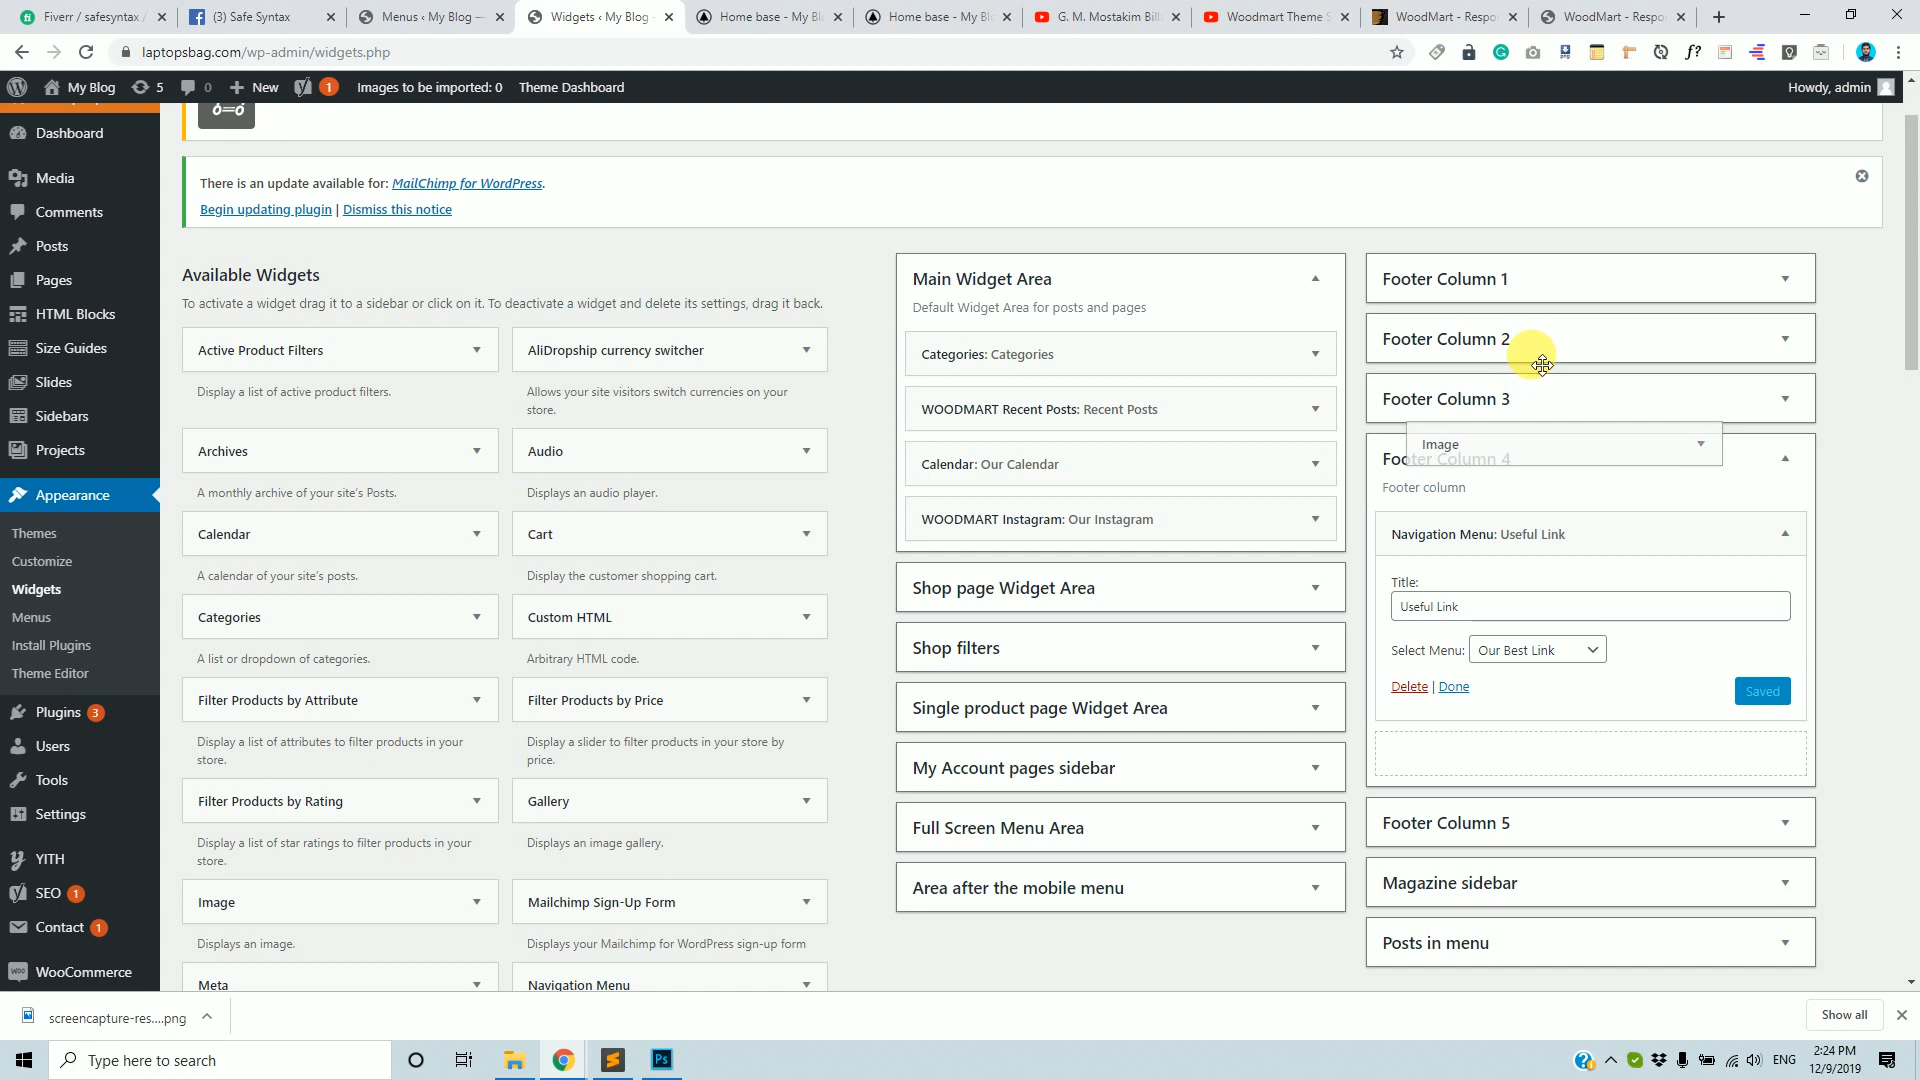 Fiverr / safesyntax /
(3) Safe Syntax
Menus ‹ My Blog —
Widgets ‹ My Blog
Home base - My Bl
Home base - My Bl
G. M. Mostakim Bill
Woodmart Theme S
WoodMart - Respo
WoodMart - Respo
laptopsbag.com/wp-admin/widgets.php
My Blog
5
0
New
1
Images to be imported: 0
Theme Dashboard
Howdy, admin
Dashboard
Media
Comments
Posts
Pages
HTML Blocks
Size Guides
Slides
Sidebars
Projects
Appearance
Themes
Customize
Widgets
Menus
Install Plugins
Theme Editor
Plugins 3
Users
Tools
Settings
YITH
SEO 1
Contact 1
WooCommerce
There is an update available for: MailChimp for WordPress.
Begin updating plugin | Dismiss this notice
Available Widgets
To activate a widget drag it to a sidebar or click on it. To deactivate a widget and delete its settings, drag it back.
Active Product Filters
Display a list of active product filters.
AliDropship currency switcher
Allows your site visitors switch currencies on your
store.
Archives
A monthly archive of your site's Posts.
Audio
Displays an audio player.
Calendar
A calendar of your site's posts.
Cart
Display the customer shopping cart.
Categories
A list or dropdown of categories.
Custom HTML
Arbitrary HTML code.
Filter Products by Attribute
Display a list of attributes to filter products in your
store.
Filter Products by Price
Display a slider to filter products in your store by
price.
Filter Products by Rating
Display a list of star ratings to filter products in your
store.
Gallery
Displays an image gallery.
Image
Displays an image.
Mailchimp Sign-Up Form
Displays your Mailchimp for WordPress sign-up form
Meta
Navigation Menu
Main Widget Area
Default Widget Area for posts and pages
Categories: Categories
WOODMART Recent Posts: Recent Posts
Calendar: Our Calendar
WOODMART Instagram: Our Instagram
Shop page Widget Area
Shop filters
Single product page Widget Area
My Account pages sidebar
Full Screen Menu Area
Area after the mobile menu
Footer Column 1
Footer Column 2
Footer Column 3
Image
Footer Column 4
Footer column
Navigation Menu: Useful Link
Title:
Useful Link
Select Menu: Our Best Link
Delete | Done
Saved
Footer Column 5
Magazine sidebar
Posts in menu
screencapture-res....png
Show all
Type here to search
Ps
ENG
2:24 PM
12/9/2019